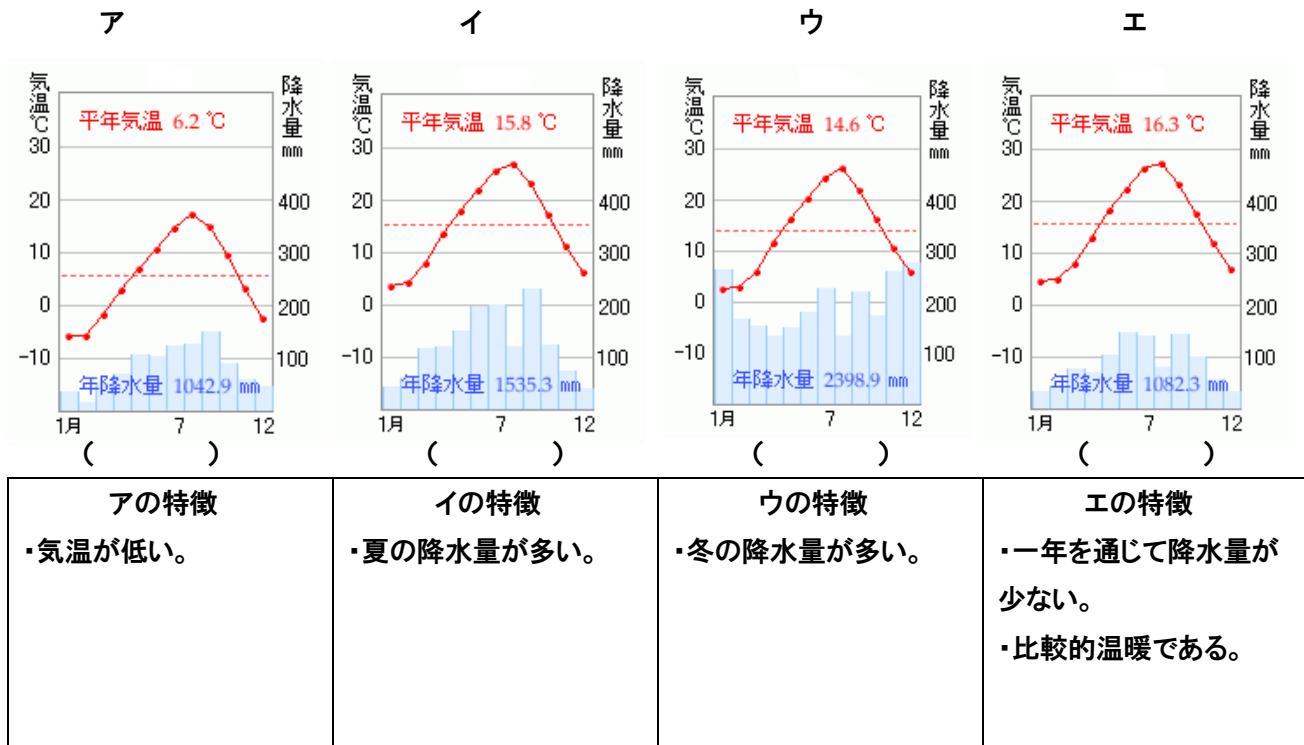 ア
イ
ウ
エ
気温℃
平年気温 6.2 ℃
降水量mm
30
20
10
0
-10
400
300
200
100
年降水量 1042.9 mm
1月
7
12
( )
気温℃
平年気温 15.8 ℃
降水量mm
30
20
10
0
-10
400
300
200
100
年降水量 1535.3 mm
1月
7
12
( )
気温℃
平年気温 14.6 ℃
降水量mm
30
20
10
0
-10
400
300
200
100
年降水量 2398.9 mm
1月
7
12
( )
気温℃
平年気温 16.3 ℃
降水量mm
30
20
10
0
-10
400
300
200
100
年降水量 1082.3 mm
1月
7
12
( )
アの特徴
・気温が低い。
イの特徴
・夏の降水量が多い。
ウの特徴
・冬の降水量が多い。
エの特徴
・一年を通じて降水量が
少ない。
・比較的温暖である。